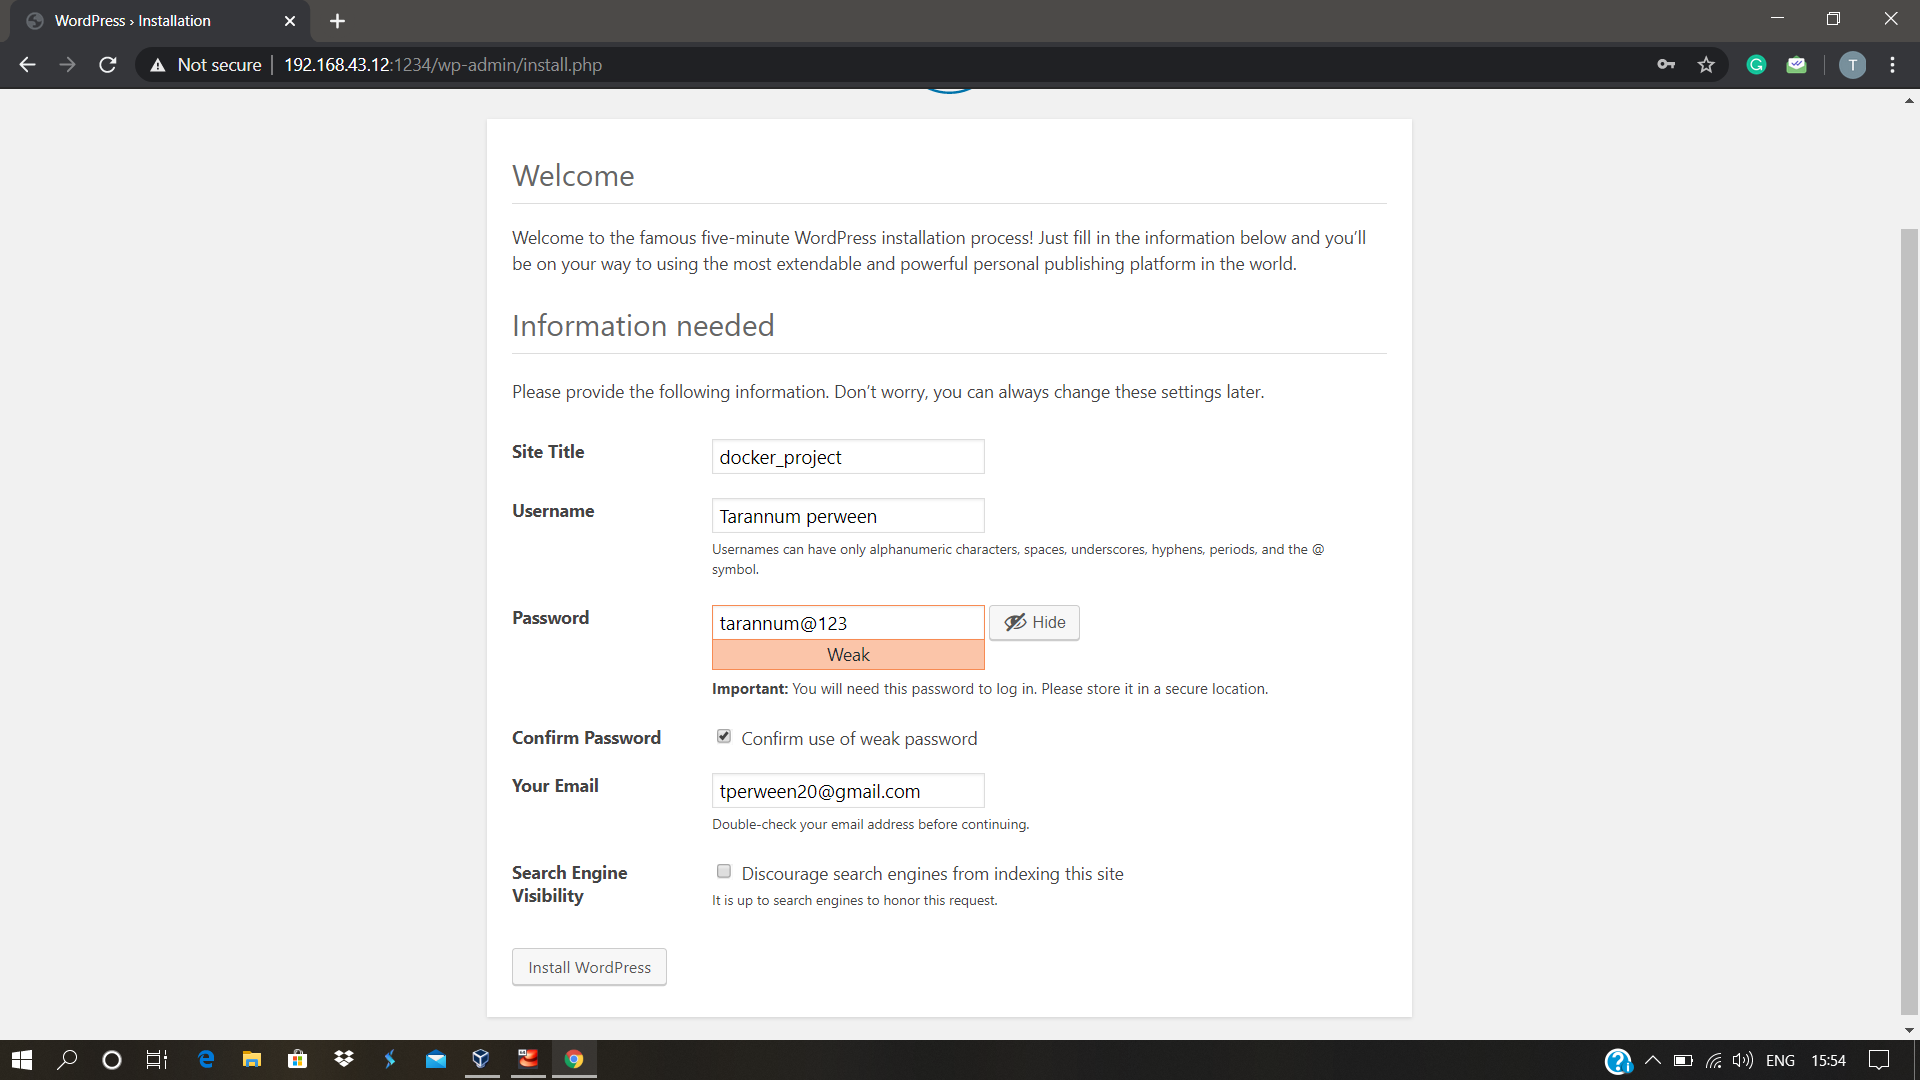 WordPress › Installation
Not secure | 192.168.43.12:1234/wp-admin/install.php
T
Welcome
Welcome to the famous five-minute WordPress installation process! Just fill in the information below and you’ll
be on your way to using the most extendable and powerful personal publishing platform in the world.
Information needed
Please provide the following information. Don’t worry, you can always change these settings later.
Site Title
docker_project
Username
Tarannum perween
Usernames can have only alphanumeric characters, spaces, underscores, hyphens, periods, and the @
symbol.
Password
tarannum@123
Hide
Weak
Important: You will need this password to log in. Please store it in a secure location.
Confirm Password
Confirm use of weak password
Your Email
tperween20@gmail.com
Double-check your email address before continuing.
Search Engine
Visibility
Discourage search engines from indexing this site
It is up to search engines to honor this request.
Install WordPress
ENG
15:54